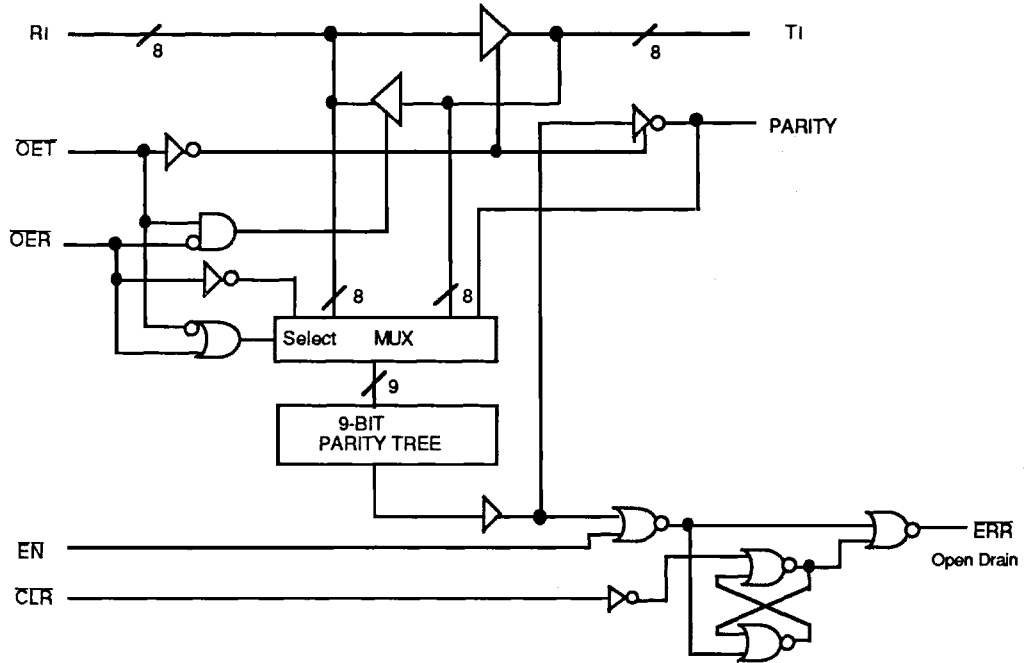 RI
8
8
TI
PARITY
OET
OER
8
8
Select MUX
9
9-BIT
PARITY TREE
EN
ERR
Open Drain
CLR